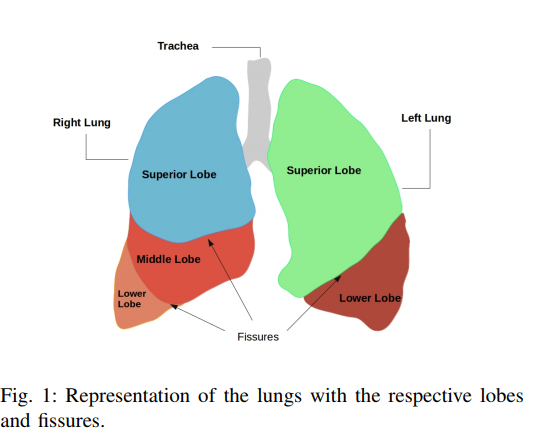 Trachea
Right Lung
Left Lung
Superior Lobe
Superior Lobe
Middle Lobe
Lower
Lobe
Lower Lobe
Fissures
Fig. 1: Representation of the lungs with the respective lobes
and fissures.